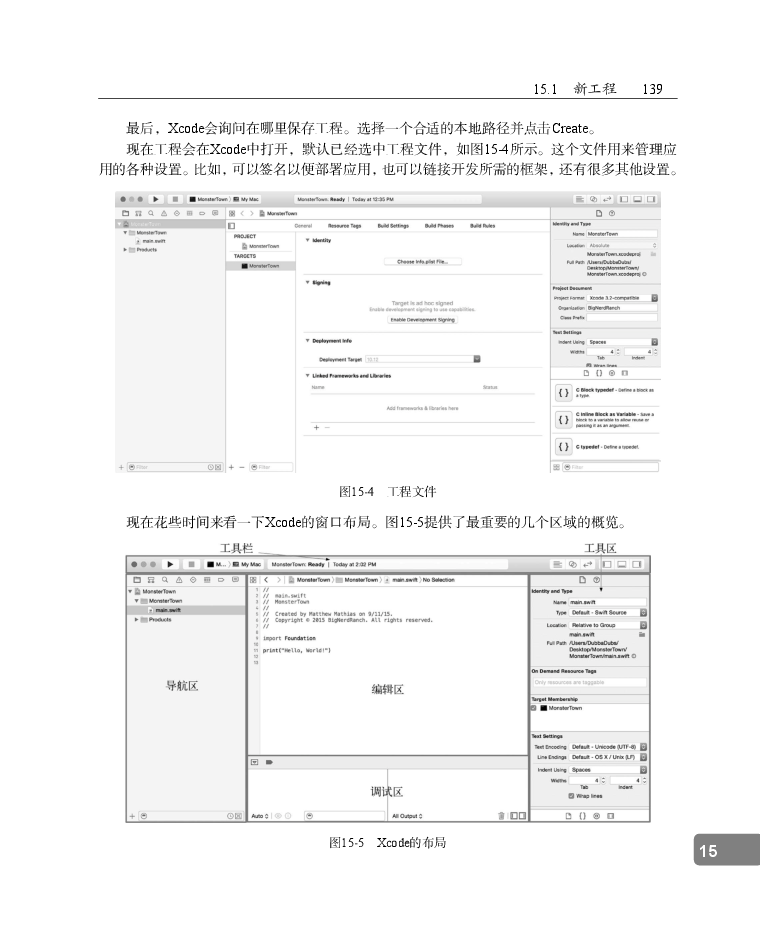 15.1 新工程 139
最后，Xcode会询问在哪里保存工程。选择一个合适的本地路径并点击Create。
现在工程会在Xcode中打开，默认已经选中工程文件，如图15-4所示。这个文件用来管理应
用的各种设置。比如，可以签名以便部署应用，也可以链接开发所需的框架，还有很多其他设置。
MonsterTown My Mac MonsterTown: Ready | Today at 12:35 PM
MonsterTown
MonsterTown
main.swift
Products
Filter
General Resource Tags Build Settings Build Phases Build Rules
PROJECT
MonsterTown
TARGETS
MonsterTown
Filter
Identity
Choose Info.plist File...
Signing
Target is ad hoc signed
Enable development signing to use capabilities.
Enable Development Signing
Deployment Info
Deployment Target
Linked Frameworks and Libraries
Name Status
Add frameworks & libraries here
Identity and Type
Name MonsterTown
Location Absolute
MonsterTown.xcodeproj
Full Path /Users/DubbaDubs/
Desktop/MonsterTown/
MonsterTown.xcodeproj
Project Document
Project Format Xcode 3.2-compatible
Organization BigNerdRanch
Class Prefix
Text Settings
Indent Using Spaces
Widths 4 4
Tab Indent
Wrap lines
C Block typedef - Define a block as
a type.
C Inline Block as Variable - Save a
block to a variable to allow reuse or
passing it as an argument.
C typedef - Define a typedef.
Filter
图15-4 工程文件
现在花些时间来看一下Xcode的窗口布局。图15-5提供了最重要的几个区域的概览。
工具栏 工具区
M... My Mac MonsterTown: Ready | Today at 2:02 PM
MonsterTown
MonsterTown
main.swift
Products
导航区
MonsterTown MonsterTown main.swift No Selection
1 //
2 // main.swift
3 // MonsterTown
4 //
5 // Created by Matthew Mathias on 9/11/15.
6 // Copyright © 2015 BigNerdRanch. All rights reserved.
7 //
8
9 import Foundation
10
11 print("Hello, World!")
12
13
编辑区
调试区
Auto All Output
Identity and Type
Name main.swift
Type Default - Swift Source
Location Relative to Group
main.swift
Full Path /Users/DubbaDubs/
Desktop/MonsterTown/
MonsterTown/main.swift
On Demand Resource Tags
Only resources are taggable
Target Membership
MonsterTown
Text Settings
Text Encoding Default - Unicode (UTF-8)
Line Endings Default - OS X / Unix (LF)
Indent Using Spaces
Widths 4 4
Tab Indent
Wrap lines
图15-5 Xcode的布局
15